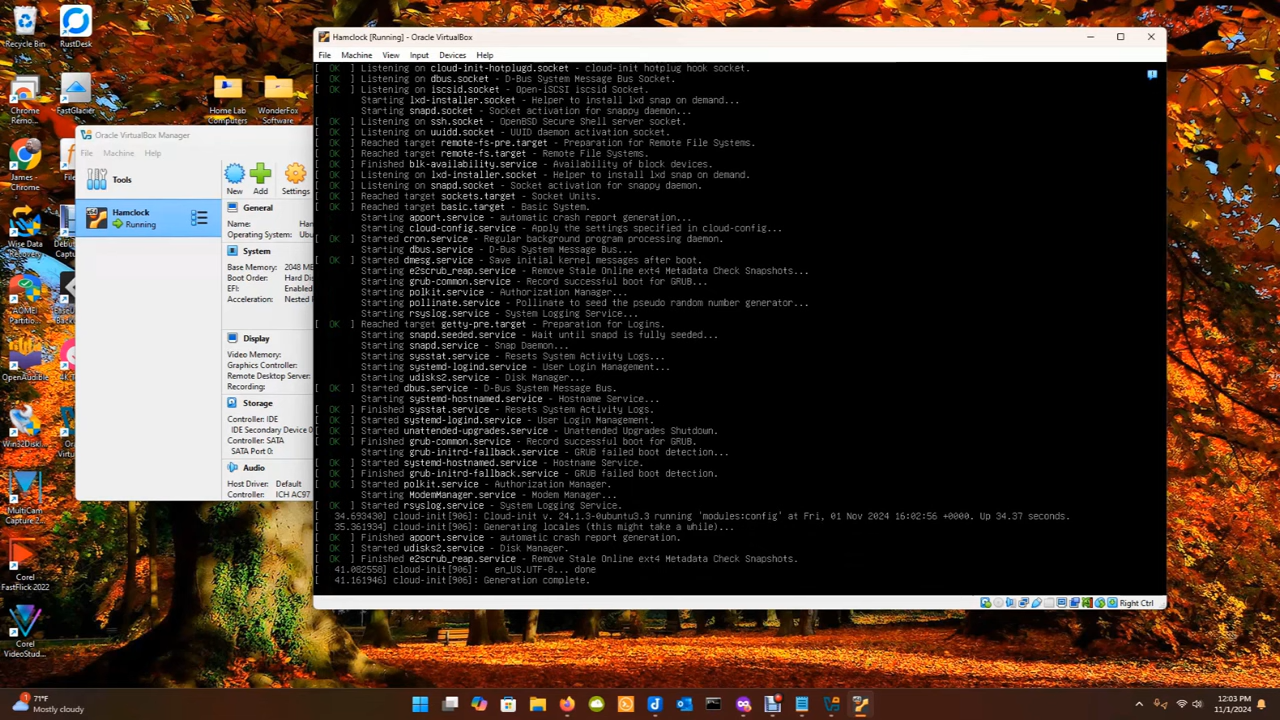 Recycle Bin
RustDesk
Chrome Remo...
FastGlacier
Home Lab Computers
WonderFox Software
James - Chrome
Wise Data Recovery
AOMEI Partitio...
OpenAudible
Win32Diskl...
MultiCam Capture 2...
Corel FastFlick 2022
Corel VideoStud...
Oracle VirtualBox Manager
File Machine Help
Tools
New Add Settings
Hamclock
Running
General
Name: Ham
Operating System: Ubu
System
Base Memory: 2048 ME
Boot Order: Hard Dis
EFI: Enabled
Acceleration: Nested F
Display
Video Memory:
Graphics Controller:
Remote Desktop Server:
Recording:
Storage
Controller: IDE
IDE Secondary Device 0
Controller: SATA
SATA Port 0:
Audio
Host Driver: Default
Controller: ICH AC97
Hamclock [Running] - Oracle VirtualBox
File Machine View Input Devices Help
[ OK ] Listening on cloud-init-hotplugd.socket - cloud-init hotplug hook socket.
[ OK ] Listening on dbus.socket - D-Bus System Message Bus Socket.
[ OK ] Listening on iscsid.socket - Open-iSCSI iscsid Socket.
Starting lxd-installer.socket - Helper to install lxd snap on demand...
Starting snapd.socket - Socket activation for snappy daemon...
[ OK ] Listening on ssh.socket - OpenBSD Secure Shell server socket.
[ OK ] Listening on uuidd.socket - UUID daemon activation socket.
[ OK ] Reached target remote-fs-pre.target - Preparation for Remote File Systems.
[ OK ] Reached target remote-fs.target - Remote File Systems.
[ OK ] Finished blk-availability.service - Availability of block devices.
[ OK ] Listening on lxd-installer.socket - Helper to install lxd snap on demand.
[ OK ] Listening on snapd.socket - Socket activation for snappy daemon.
[ OK ] Reached target sockets.target - Socket Units.
[ OK ] Reached target basic.target - Basic System.
Starting apport.service - automatic crash report generation...
Starting cloud-config.service - Apply the settings specified in cloud-config...
[ OK ] Started cron.service - Regular background program processing daemon.
Starting dbus.service - D-Bus System Message Bus...
[ OK ] Started dmesg.service - Save initial kernel messages after boot.
Starting e2scrub_reap.service - Remove Stale Online ext4 Metadata Check Snapshots...
Starting grub-common.service - Record successful boot for GRUB...
Starting polkit.service - Authorization Manager...
Starting pollinate.service - Pollinate to seed the pseudo random number generator...
Starting rsyslog.service - System Logging Service...
[ OK ] Reached target getty-pre.target - Preparation for Logins.
Starting snapd.seeded.service - Wait until snapd is fully seeded...
Starting snapd.service - Snap Daemon...
Starting sysstat.service - Resets System Activity Logs...
Starting systemd-logind.service - User Login Management...
Starting udisks2.service - Disk Manager...
[ OK ] Started dbus.service - D-Bus System Message Bus.
Starting systemd-hostnamed.service - Hostname Service...
[ OK ] Finished sysstat.service - Resets System Activity Logs.
[ OK ] Started systemd-logind.service - User Login Management.
[ OK ] Started unattended-upgrades.service - Unattended Upgrades Shutdown.
[ OK ] Finished grub-common.service - Record successful boot for GRUB.
Starting grub-initrd-fallback.service - GRUB failed boot detection...
[ OK ] Started systemd-hostnamed.service - Hostname Service.
[ OK ] Finished grub-initrd-fallback.service - GRUB failed boot detection.
[ OK ] Started polkit.service - Authorization Manager.
Starting ModemManager.service - Modem Manager...
[ OK ] Started rsyslog.service - System Logging Service.
[ 34.693430] cloud-init[906]: Cloud-init v. 24.1.3-0ubuntu3.3 running 'modules:config' at Fri, 01 Nov 2024 16:02:56 +0000. Up 34.37 seconds.
[ 35.361934] cloud-init[906]: Generating locales (this might take a while)...
[ OK ] Finished apport.service - automatic crash report generation.
[ OK ] Started udisks2.service - Disk Manager.
[ OK ] Finished e2scrub_reap.service - Remove Stale Online ext4 Metadata Check Snapshots.
[ 41.082558] cloud-init[906]: en_US.UTF-8... done
[ 41.161946] cloud-init[906]: Generation complete.
Right Ctrl
71°F
Mostly cloudy
12:03 PM
11/1/2024